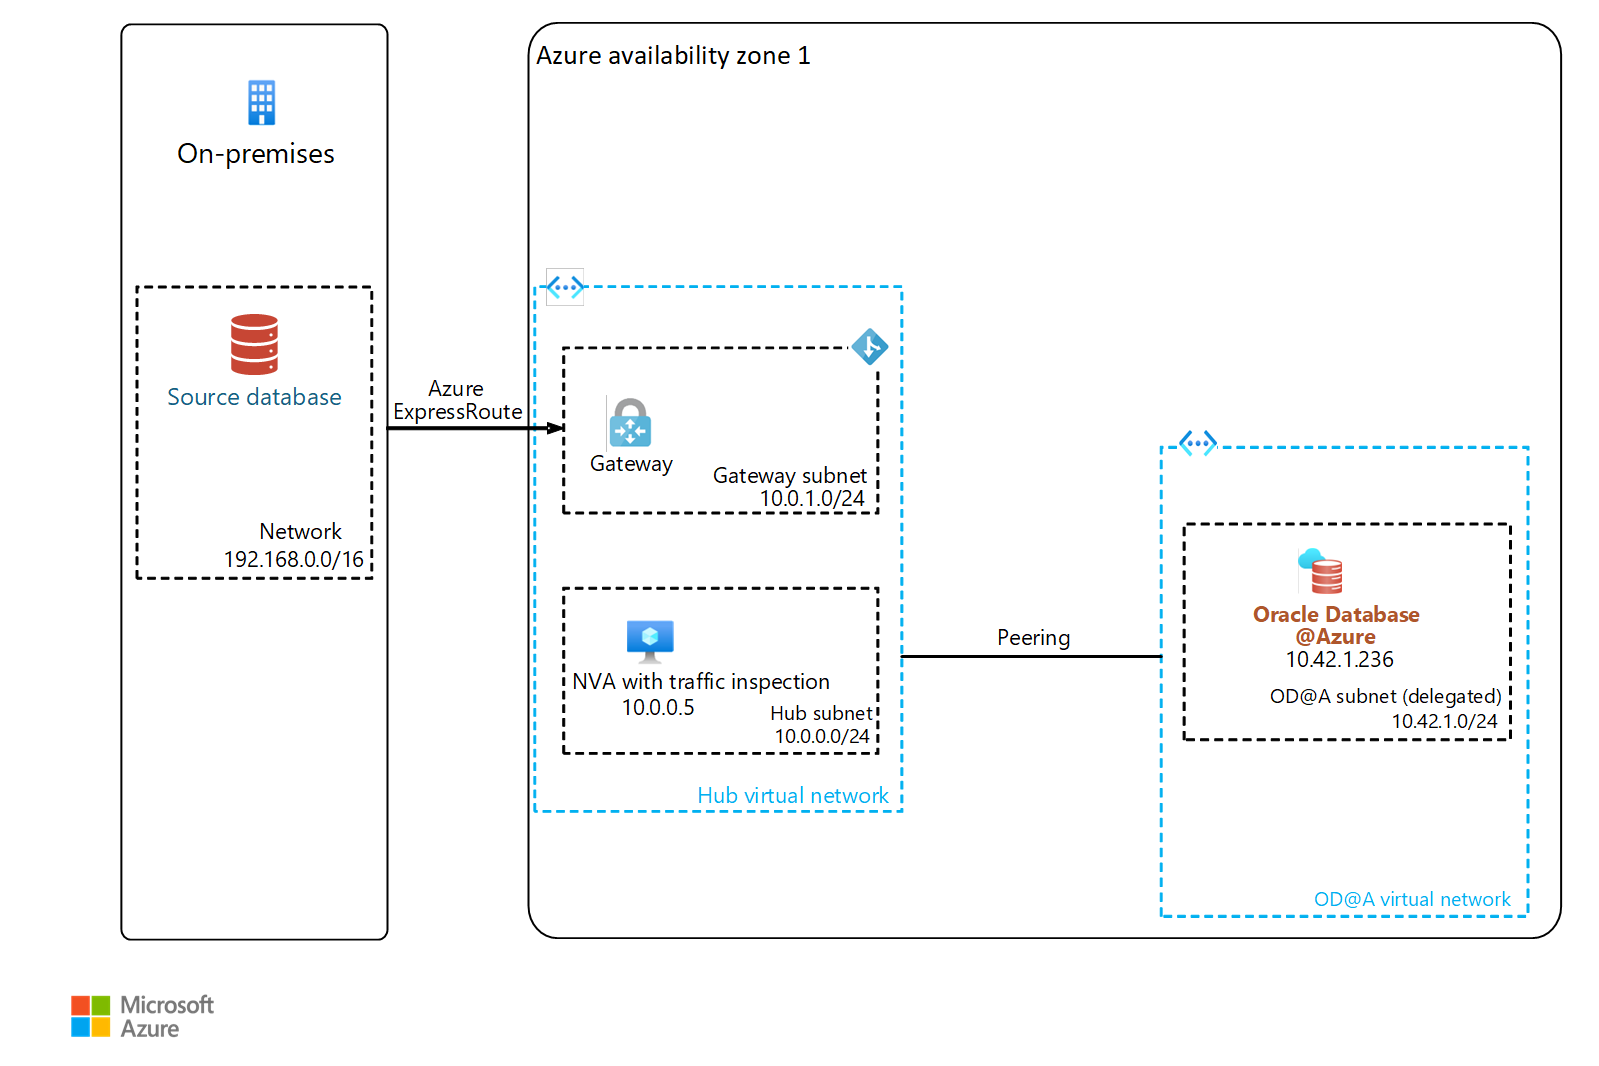 Azure availability zone 1
On-premises
Source database
Network
192.168.0.0/16
Azure
ExpressRoute
Gateway
Gateway subnet
10.0.1.0/24
NVA with traffic inspection
10.0.0.5
Hub subnet
10.0.0.0/24
Hub virtual network
Peering
Oracle Database
@Azure
10.42.1.236
OD@A subnet (delegated)
10.42.1.0/24
OD@A virtual network
Microsoft
Azure